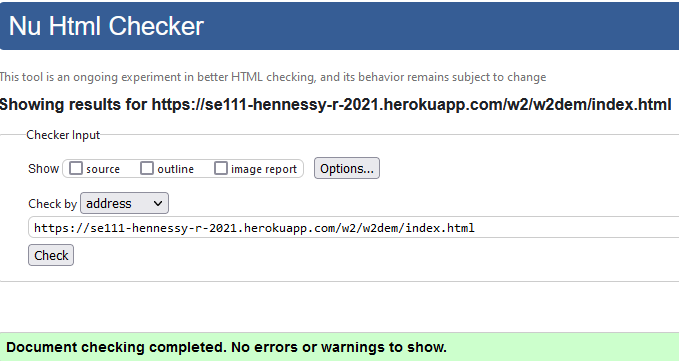 Nu Html Checker
This tool is an ongoing experiment in better HTML checking, and its behavior remains subject to change
Showing results for https://se111-hennessy-r-2021.herokuapp.com/w2/w2dem/index.html
Checker Input
Show source outline image report Options...
Check by address
https://se111-hennessy-r-2021.herokuapp.com/w2/w2dem/index.html
Check
Document checking completed. No errors or warnings to show.